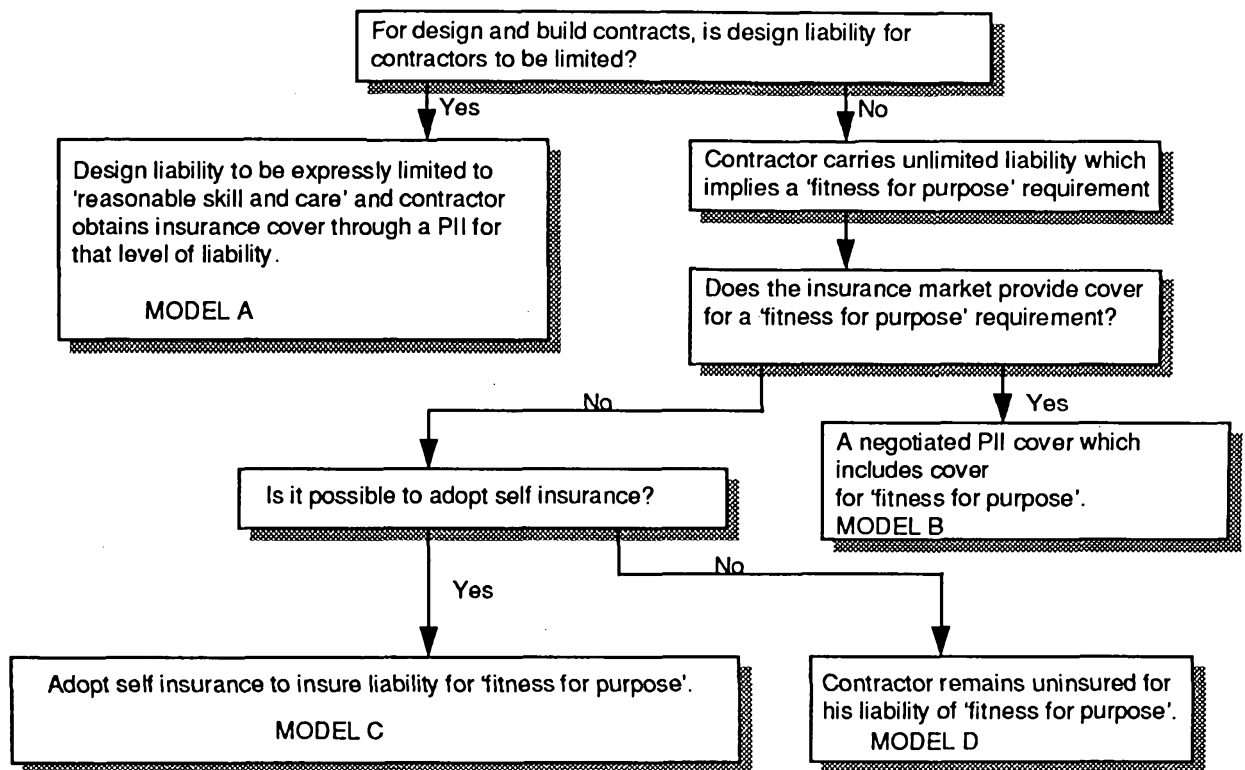 For design and build contracts, is design liability for
contractors to be limited?
Yes
No
Design liability to be expressly limited to
'reasonable skill and care' and contractor
obtains insurance cover through a PII for
that level of liability.
MODEL A
Contractor carries unlimited liability which
implies a 'fitness for purpose' requirement
Does the insurance market provide cover
for a 'fitness for purpose' requirement?
No
Yes
A negotiated PII cover which
includes cover
for 'fitness for purpose'.
MODEL B
Is it possible to adopt self insurance?
Yes
No
Adopt self insurance to insure liability for 'fitness for purpose'.
MODEL C
Contractor remains uninsured for
his liability of 'fitness for purpose'.
MODEL D